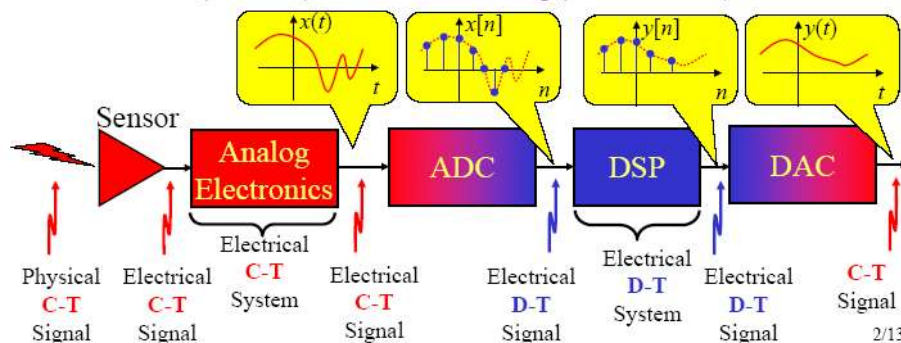 x(t)
t
x[n]
n
y[n]
n
y(t)
t
Sensor
Analog
Electronics
ADC
DSP
DAC
Physical
C-T
Signal
Electrical
C-T
Signal
Electrical
C-T
System
Electrical
C-T
Signal
Electrical
D-T
Signal
Electrical
D-T
System
Electrical
D-T
Signal
C-T
Signal
2/13